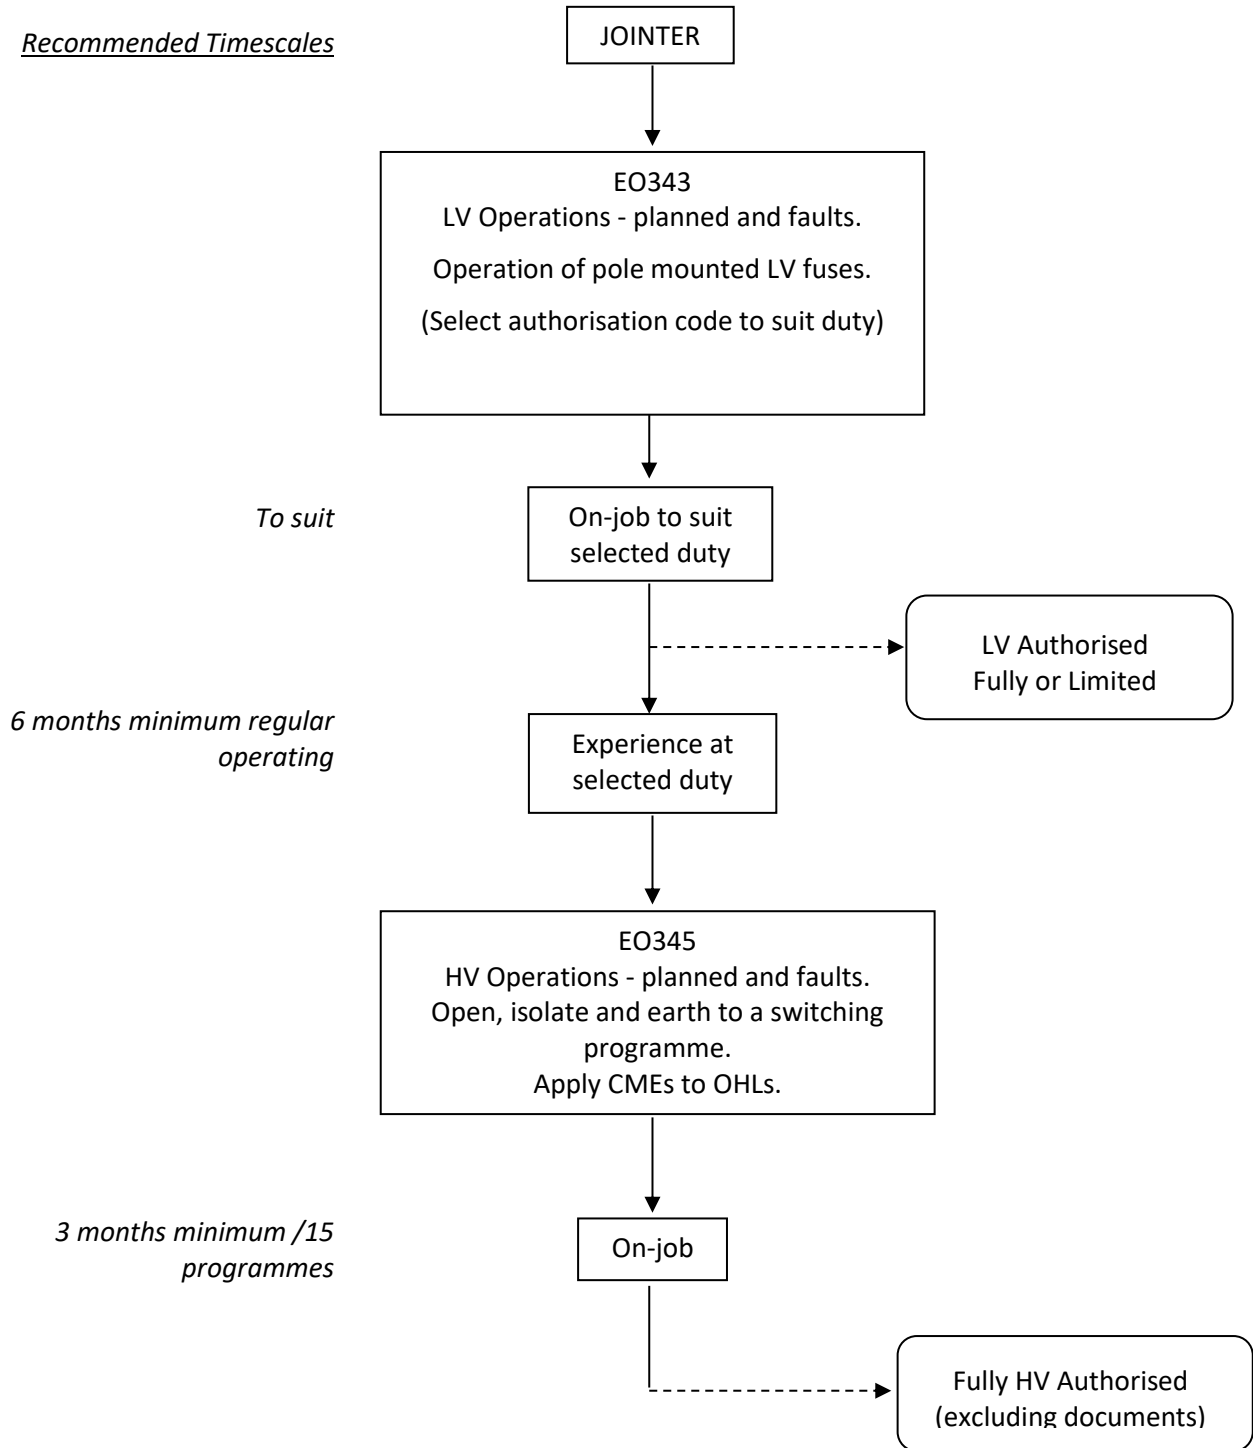 Recommended Timescales
JOINTER
EO343
LV Operations - planned and faults.
Operation of pole mounted LV fuses.
(Select authorisation code to suit duty)
To suit
On-job to suit
selected duty
LV Authorised
Fully or Limited
6 months minimum regular
operating
Experience at
selected duty
EO345
HV Operations - planned and faults.
Open, isolate and earth to a switching
programme.
Apply CMEs to OHLs.
3 months minimum /15
programmes
On-job
Fully HV Authorised
(excluding documents)